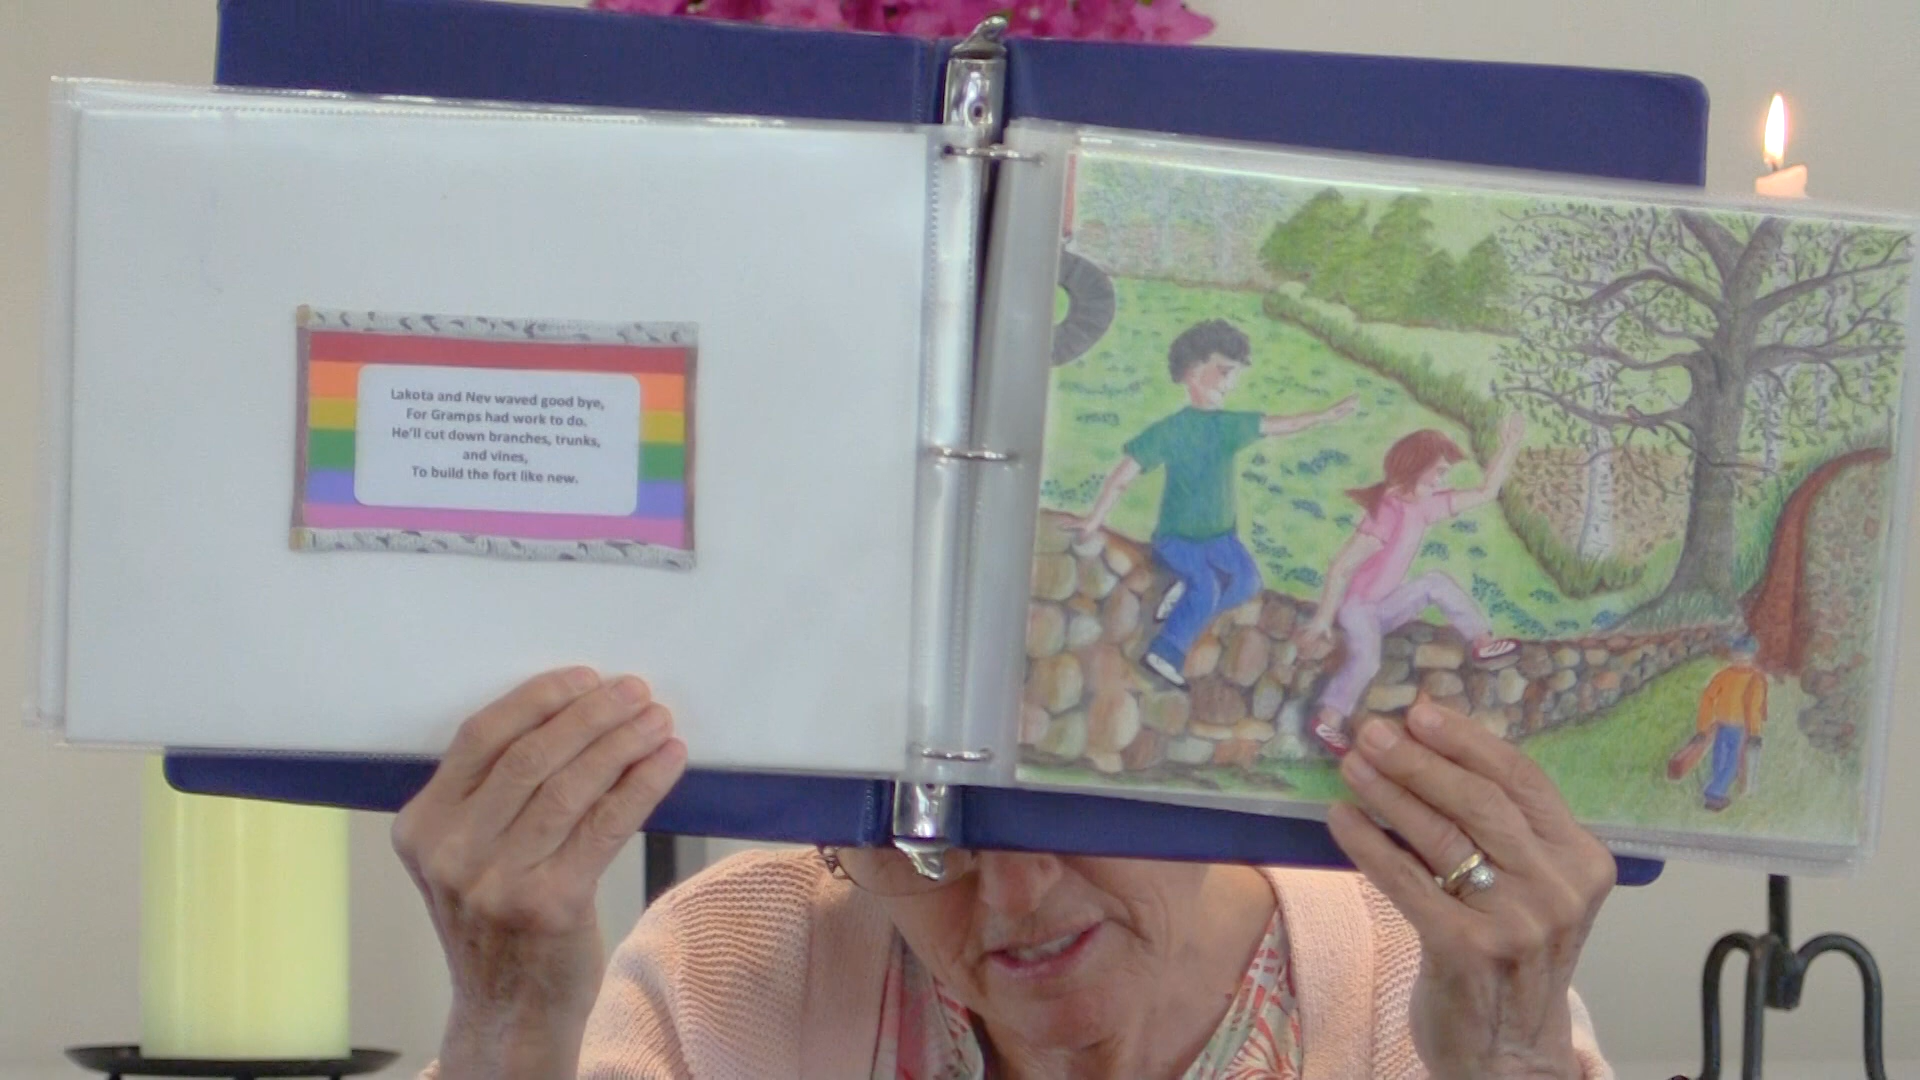 Lakota and Nev waved good bye,
For Gramps had work to do.
He'll cut down branches, trunks,
and vines,
To build the fort like new.